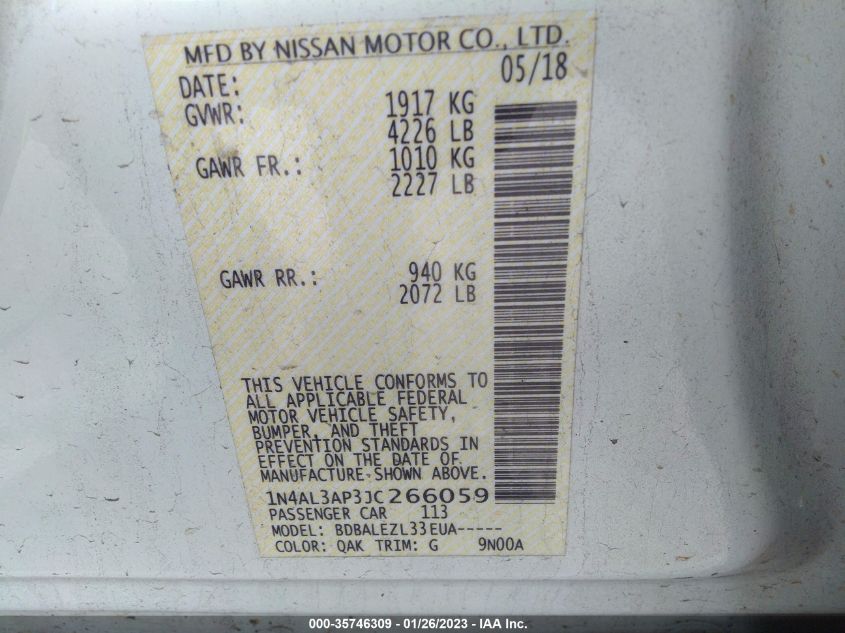 MFD BY NISSAN MOTOR CO., LTD.
DATE: 05/18
GVWR: 1917 KG
4226 LB
GAWR FR.: 1010 KG
2227 LB
GAWR RR.: 940 KG
2072 LB
THIS VEHICLE CONFORMS TO
ALL APPLICABLE FEDERAL
MOTOR VEHICLE SAFETY,
BUMPER, AND THEFT
PREVENTION STANDARDS IN
EFFECT ON THE DATE OF
MANUFACTURE SHOWN ABOVE.
1N4AL3AP3JC266059
PASSENGER CAR 113
MODEL: BDBALEZL33EUA-----
COLOR: QAK TRIM: G 9N00A
000-35746309 - 01/26/2023 - IAA Inc.